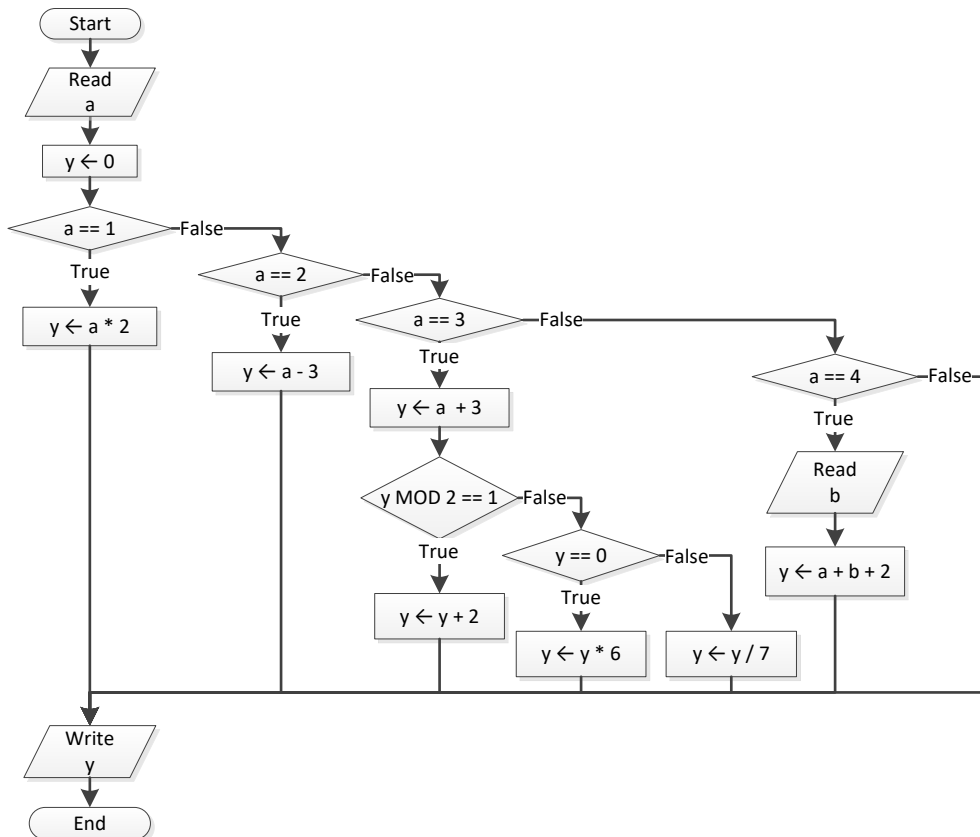 Start
Read
a
y ← 0
a == 1
False
True
y ← a * 2
a == 2
False
True
y ← a - 3
a == 3
False
True
y ← a + 3
y MOD 2 == 1
False
True
y ← y + 2
y == 0
False
True
y ← y * 6
y ← y / 7
a == 4
False
True
Read
b
y ← a + b + 2
Write
y
End